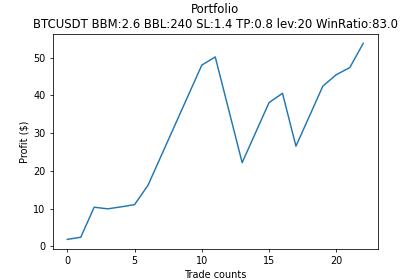 Portfolio
BTCUSDT BBM:2.6 BBL:240 SL:1.4 TP:0.8 lev:20 WinRatio:83.0
50
40
30
20
10
0
Profit ($)
0 5 10 15 20
Trade counts